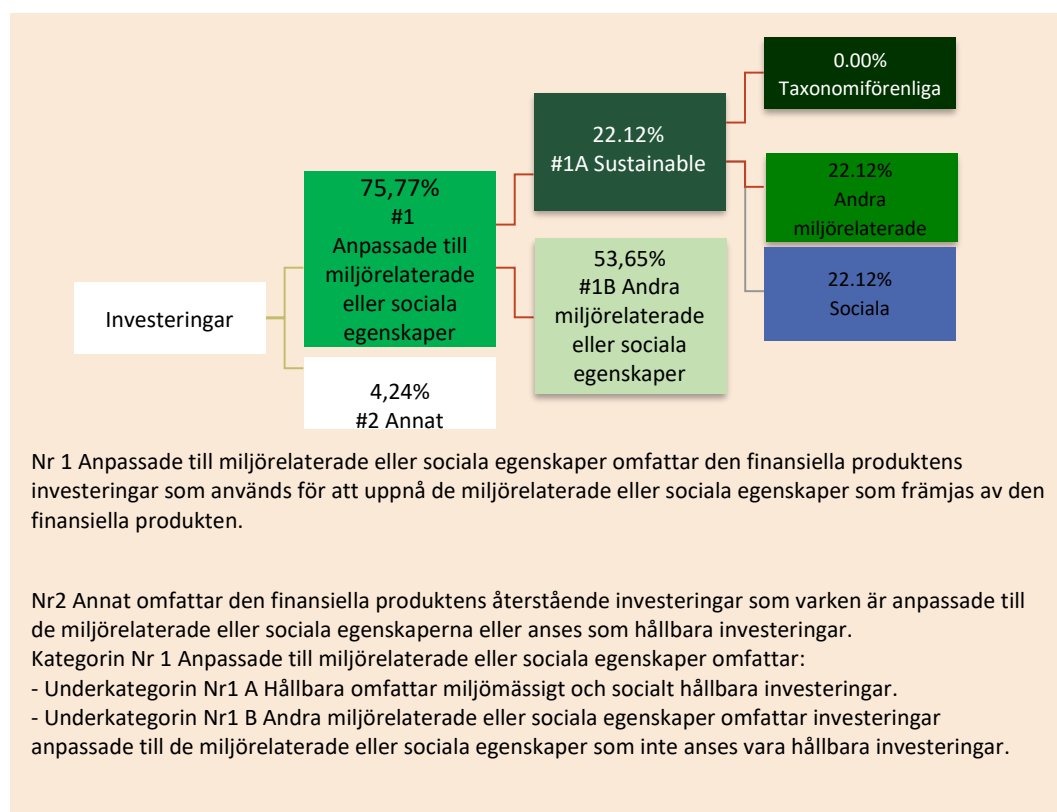 Investeringar
75,77%
#1
Anpassade till
miljörelaterade
eller sociala
egenskaper
4,24%
#2 Annat
22.12%
#1A Sustainable
53,65%
#1B Andra
miljörelaterade
eller sociala
egenskaper
0.00%
Taxonomiförenliga
22.12%
Andra
miljörelaterade
22.12%
Sociala
Nr 1 Anpassade till miljörelaterade eller sociala egenskaper omfattar den finansiella produktens
investeringar som används för att uppnå de miljörelaterade eller sociala egenskaper som främjas av den
finansiella produkten.
Nr2 Annat omfattar den finansiella produktens återstående investeringar som varken är anpassade till
de miljörelaterade eller sociala egenskaperna eller anses som hållbara investeringar.
Kategorin Nr 1 Anpassade till miljörelaterade eller sociala egenskaper omfattar:
- Underkategorin Nr1 A Hållbara omfattar miljömässigt och socialt hållbara investeringar.
- Underkategorin Nr1 B Andra miljörelaterade eller sociala egenskaper omfattar investeringar
anpassade till de miljörelaterade eller sociala egenskaper som inte anses vara hållbara investeringar.